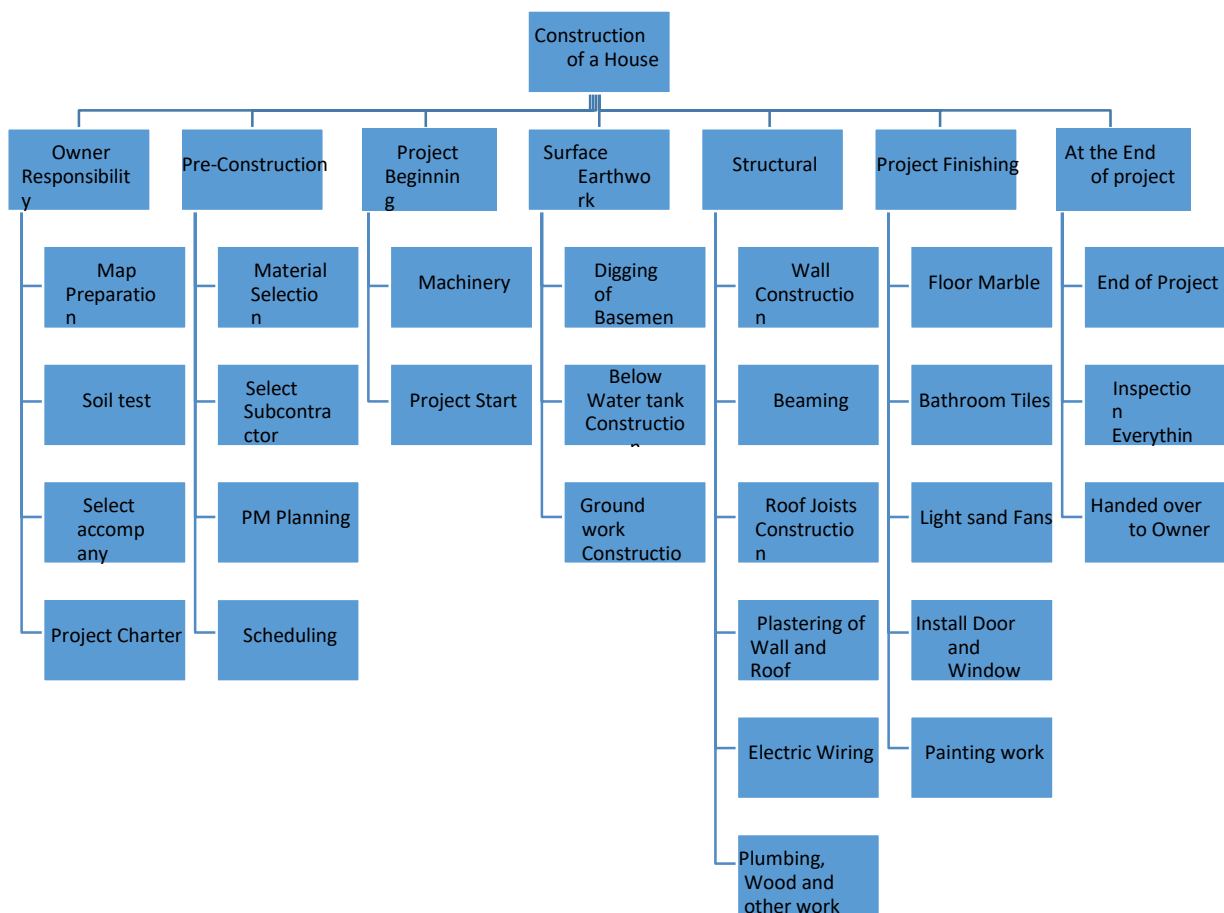 Construction
of a House
Owner
Responsibilit
y
Pre-Construction
Project
Beginnin
g
Surface
Earthwo
rk
Structural
Project Finishing
At the End
of project
Map
Preparatio
n
Soil test
Select
accomp
any
Project Charter
Material
Selectio
n
Select
Subcontra
ctor
PM Planning
Scheduling
Machinery
Project Start
Digging
of
Basemen
Below
Water tank
Constructio
n
Ground
work
Constructio
Wall
Constructio
n
Beaming
Roof Joists
Constructio
n
Plastering of
Wall and
Roof
Electric Wiring
Plumbing,
Wood and
other work
Floor Marble
Bathroom Tiles
Light sand Fans
Install Door
and
Window
Painting work
End of Project
Inspectio
n
Everythin
Handed over
to Owner